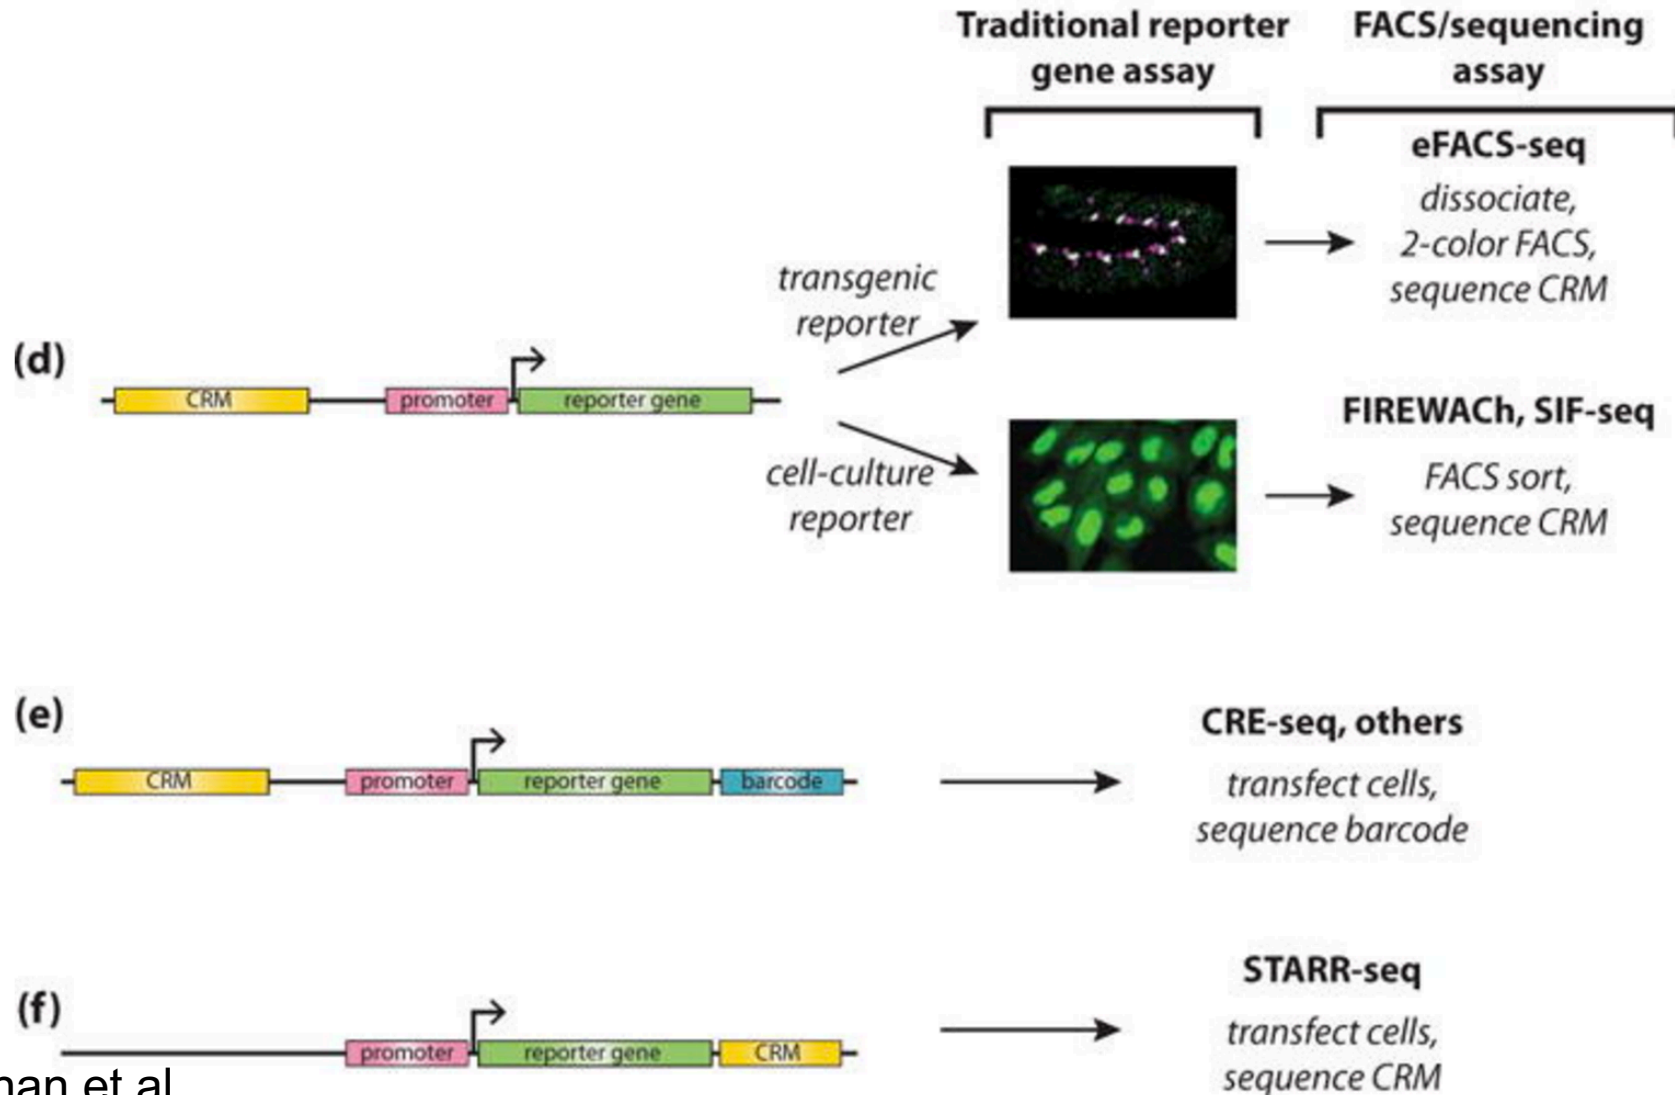 Traditional reporter
gene assay
FACS/sequencing
assay
eFACS-seq
dissociate,
2-color FACS,
sequence CRM
transgenic
reporter
(d)
CRM
promoter
reporter gene
cell-culture
reporter
FIREWACh, SIF-seq
FACS sort,
sequence CRM
(e)
CRM
promoter
reporter gene
barcode
CRE-seq, others
transfect cells,
sequence barcode
(f)
promoter
reporter gene
CRM
STARR-seq
transfect cells,
sequence CRM
et al